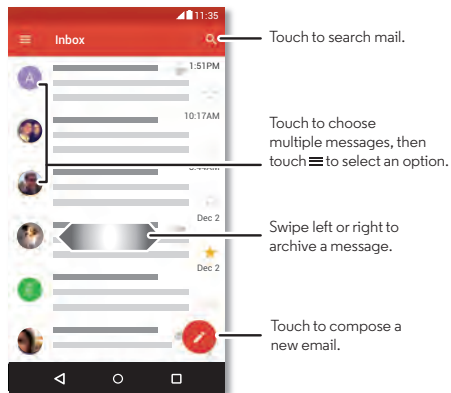 11:35
Inbox
Touch to search mail.
A
1:51PM
10:17AM
Touch to choose
multiple messages, then
touch ☰ to select an option.
Dec 2
Swipe left or right to
archive a message.
Dec 2
Touch to compose a
new email.